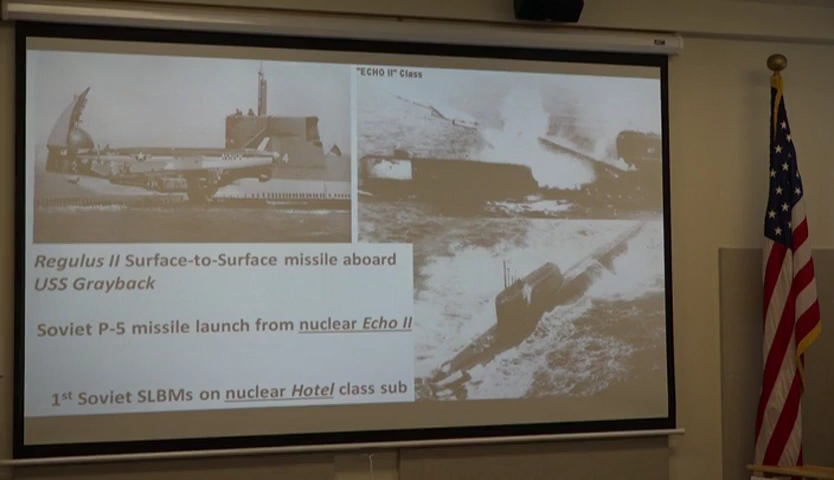 "ECHO II" Class
Regulus II Surface-to-Surface missile aboard
USS Grayback
Soviet P-5 missile launch from nuclear Echo II
1st Soviet SLBMs on nuclear Hotel class sub